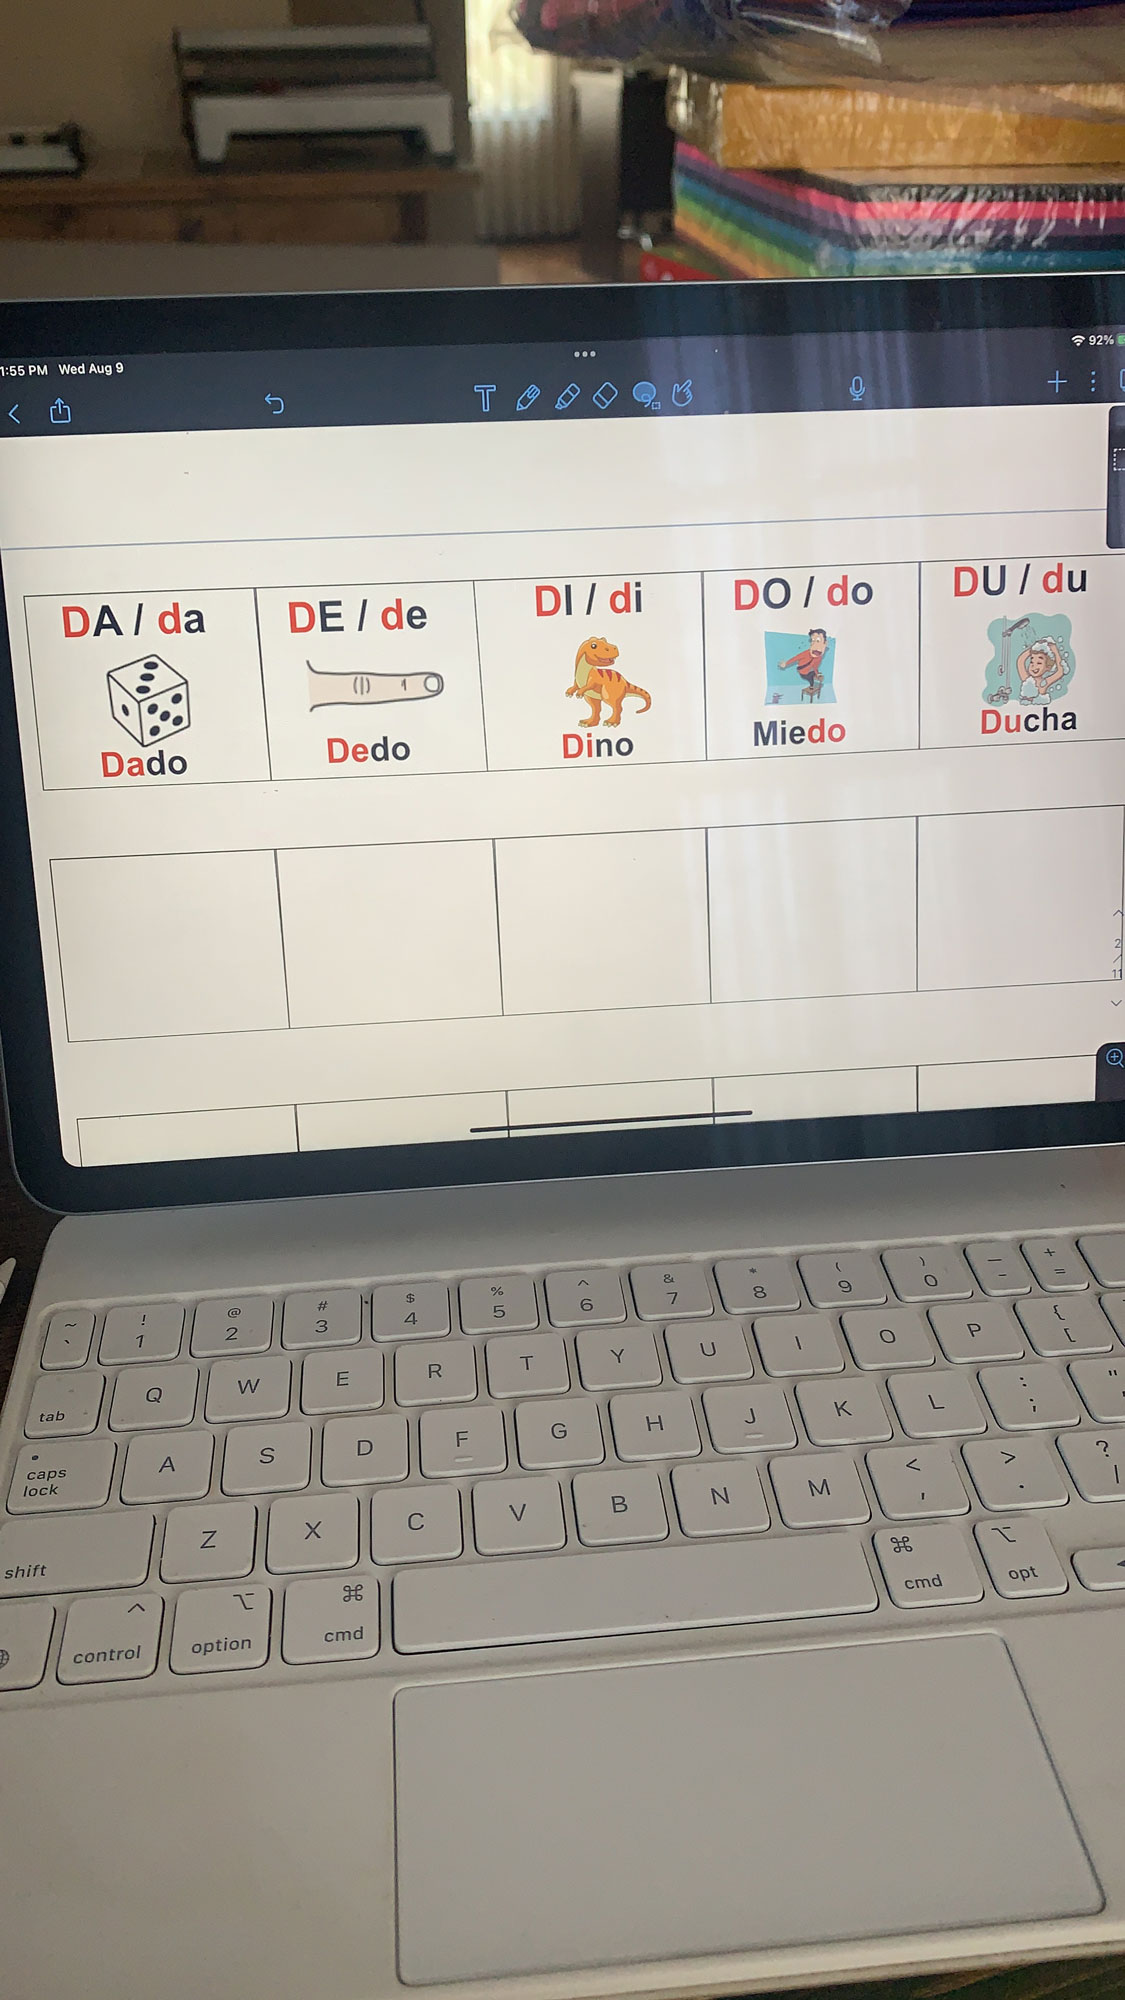 1:55 PM Wed Aug 9
92%
T
DA / da
DE / de
DI / di
DO / do
DU / du
Dado
Dedo
Dino
Miedo
Ducha
2
/
11
~ `
! 1
@ 2
# 3
$ 4
% 5
^ 6
& 7
* 8
( 9
) 0
— -
+ =
tab
Q W E R T Y U I O P { [
caps lock
A S D F G H J K L : ; "
shift
Z X C V B N M < , > . ?
control
option
cmd
cmd
opt